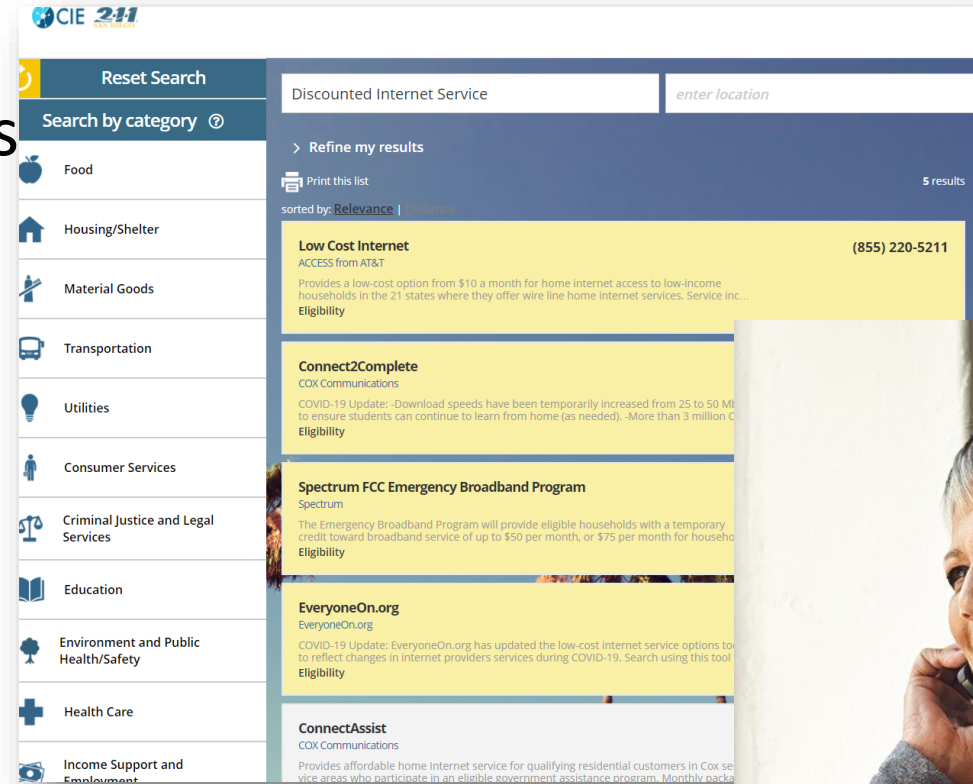 CIE 211
SAN DIEGO
Reset Search
Search by category ?
s
Food
Housing/Shelter
Material Goods
Transportation
Utilities
Consumer Services
Criminal Justice and Legal
Services
Education
Environment and Public
Health/Safety
Health Care
Income Support and
Employment
Discounted Internet Service
enter location
> Refine my results
Print this list
5 results
sorted by: Relevance | Distance
Low Cost Internet
(855) 220-5211
ACCESS from AT&T
Provides a low-cost option from $10 a month for home internet access to low-income
households in the 21 states where they offer wire line home internet services. Service inc...
Eligibility
Connect2Complete
COX Communications
COVID-19 Update: -Download speeds have been temporarily increased from 25 to 50
to ensure students can continue to learn from home (as needed). -More than 3 million
Eligibility
Spectrum FCC Emergency Broadband Program
Spectrum
The Emergency Broadband Program will provide eligible households with a temporary
credit toward broadband service of up to $50 per month, or $75 per month for
Eligibility
EveryoneOn.org
EveryoneOn.org
COVID-19 Update: EveryoneOn.org has updated the low-cost internet service options
to reflect changes in internet providers services during COVID-19. Search using this tool
Eligibility
ConnectAssist
COX Communications
Provides affordable home Internet service for qualifying residential customers in Cox
vice areas who participate in an eligible government assistance program. Monthly